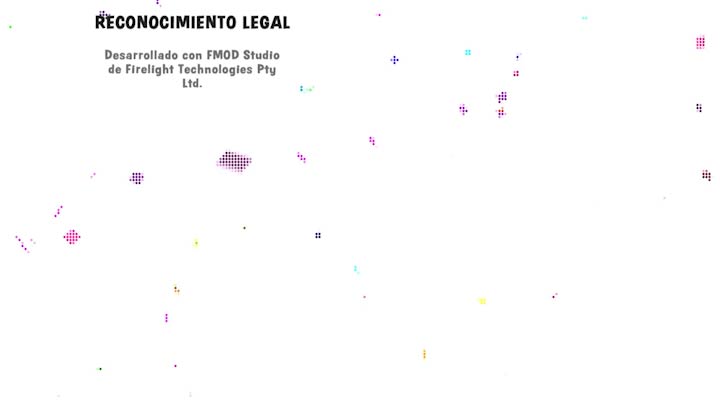 RECONOCIMIENTO LEGAL
Desarrollado con FMOD Studio
de Firelight Technologies Pty
Ltd.